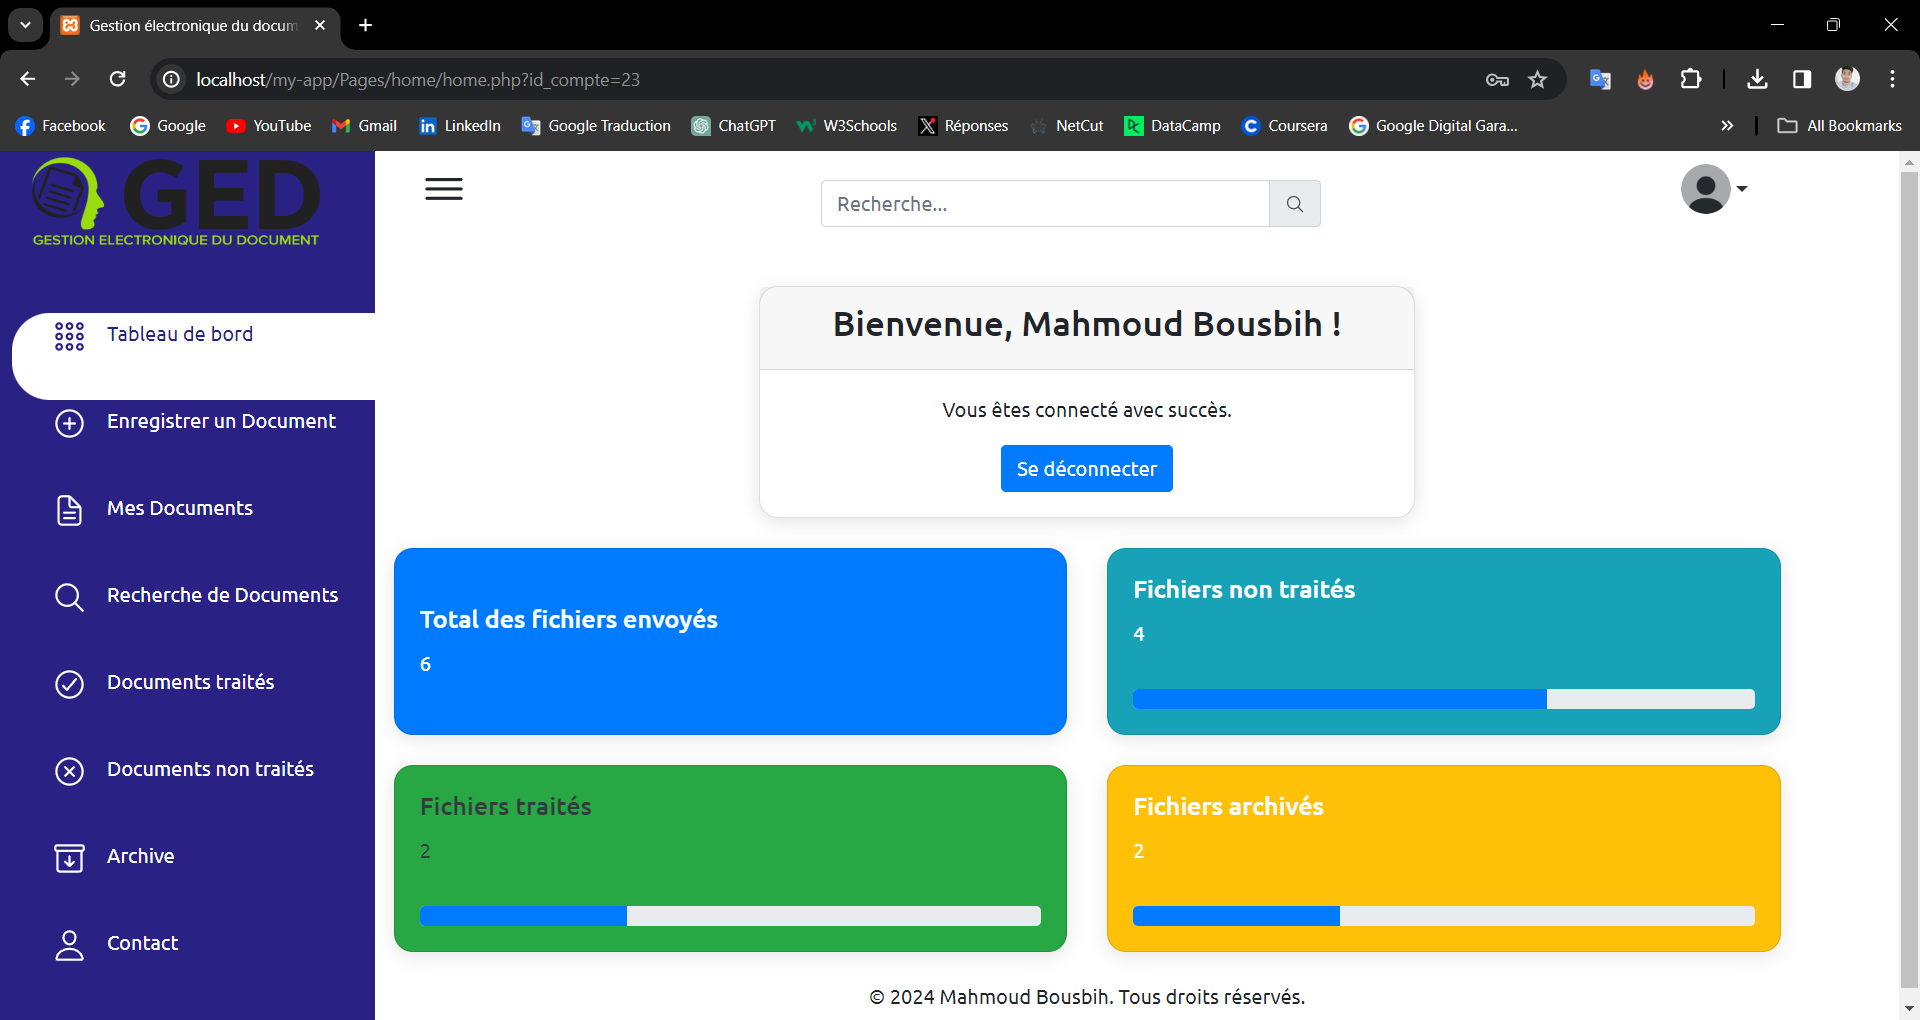 Gestion électronique du docum
localhost/my-app/Pages/home/home.php?id_compte=23
Facebook Google YouTube Gmail LinkedIn Google Traduction ChatGPT W3Schools Réponses NetCut DataCamp Coursera Google Digital Gara... » All Bookmarks
GED
GESTION ELECTRONIQUE DU DOCUMENT
Tableau de bord
Enregistrer un Document
Mes Documents
Recherche de Documents
Documents traités
Documents non traités
Archive
Contact
Recherche...
Bienvenue, Mahmoud Bousbih !
Vous êtes connecté avec succès.
Se déconnecter
Total des fichiers envoyés
6
Fichiers non traités
4
Fichiers traités
2
Fichiers archivés
2
© 2024 Mahmoud Bousbih. Tous droits réservés.